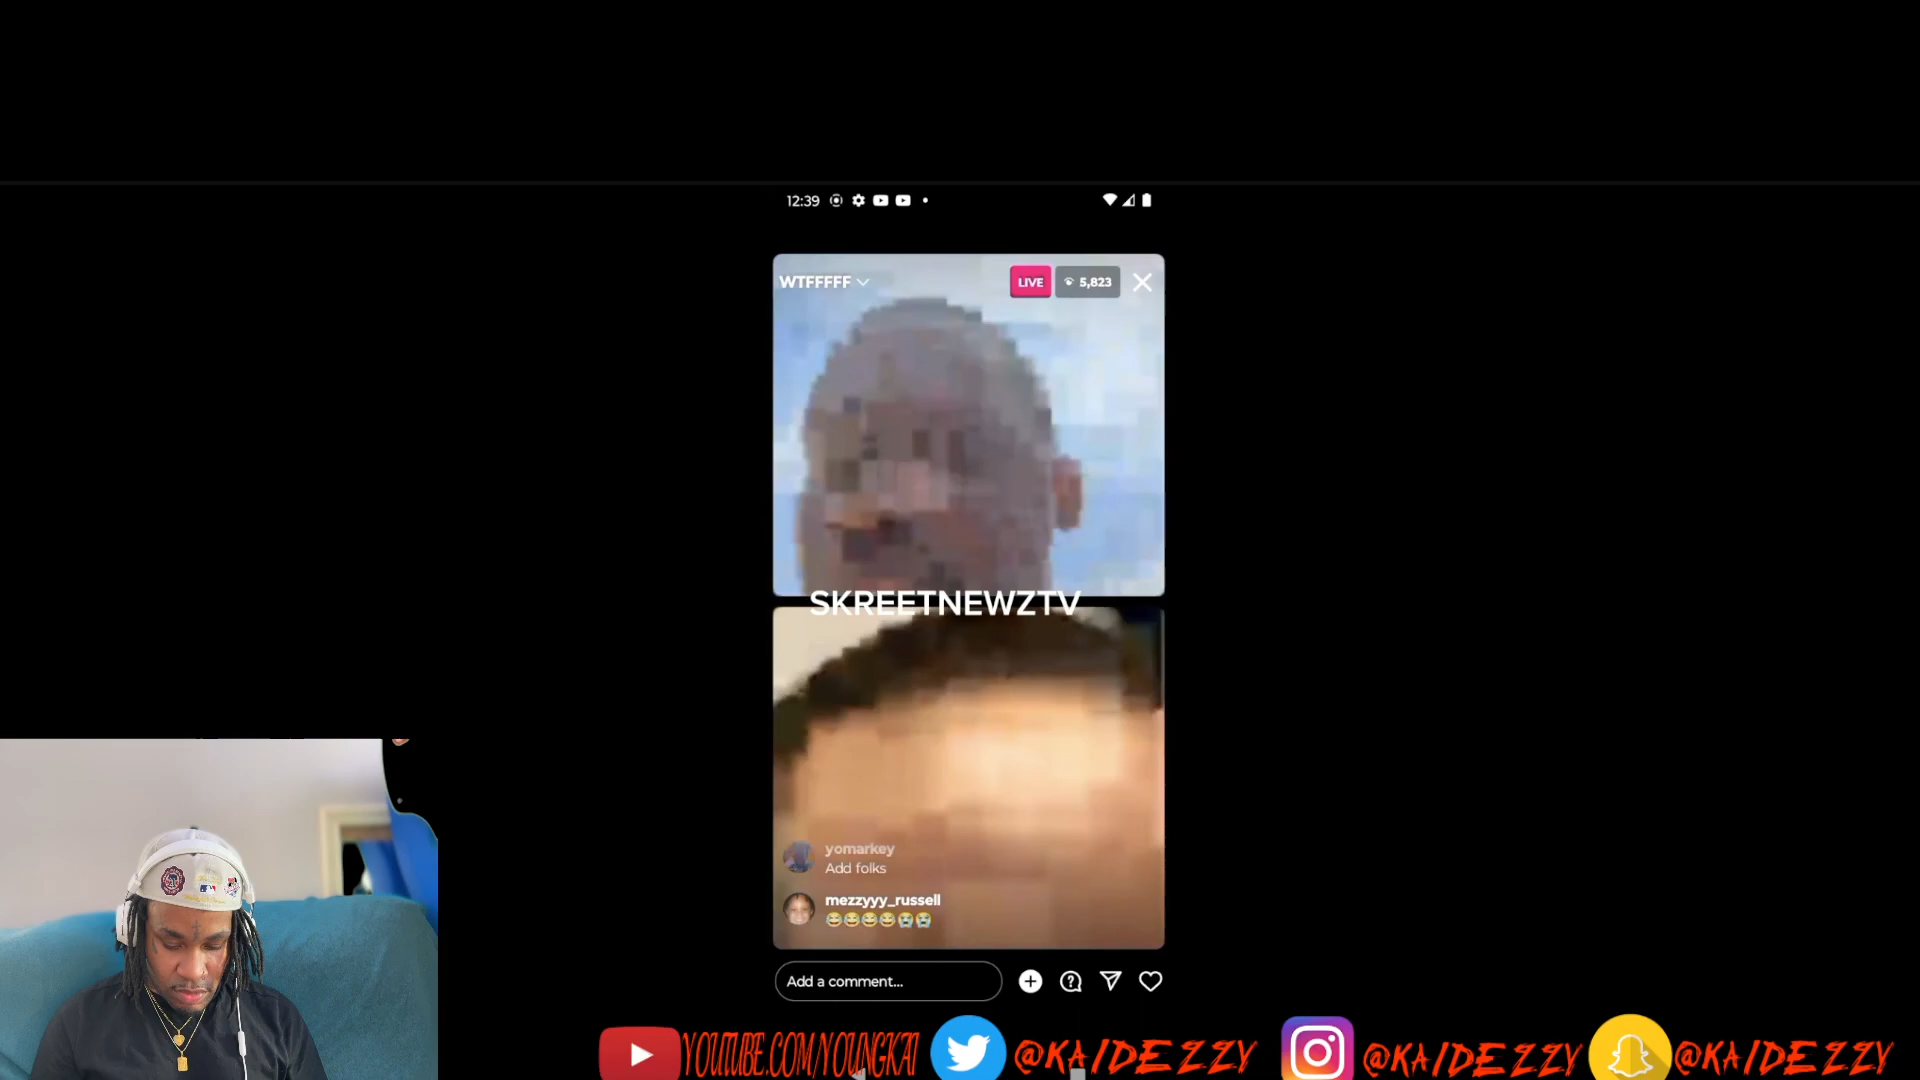 12:39
WTFFFFF
LIVE
5,823
SKREETNEWZTV
yomarkey
Add folks
mezzyyy_russell
😂😂😂😂😭😭
Add a comment...
YOUTUBE.COM/YOUNGKAI
@KAIDEZZY
@KAIDEZZY
@KAIDEZZY